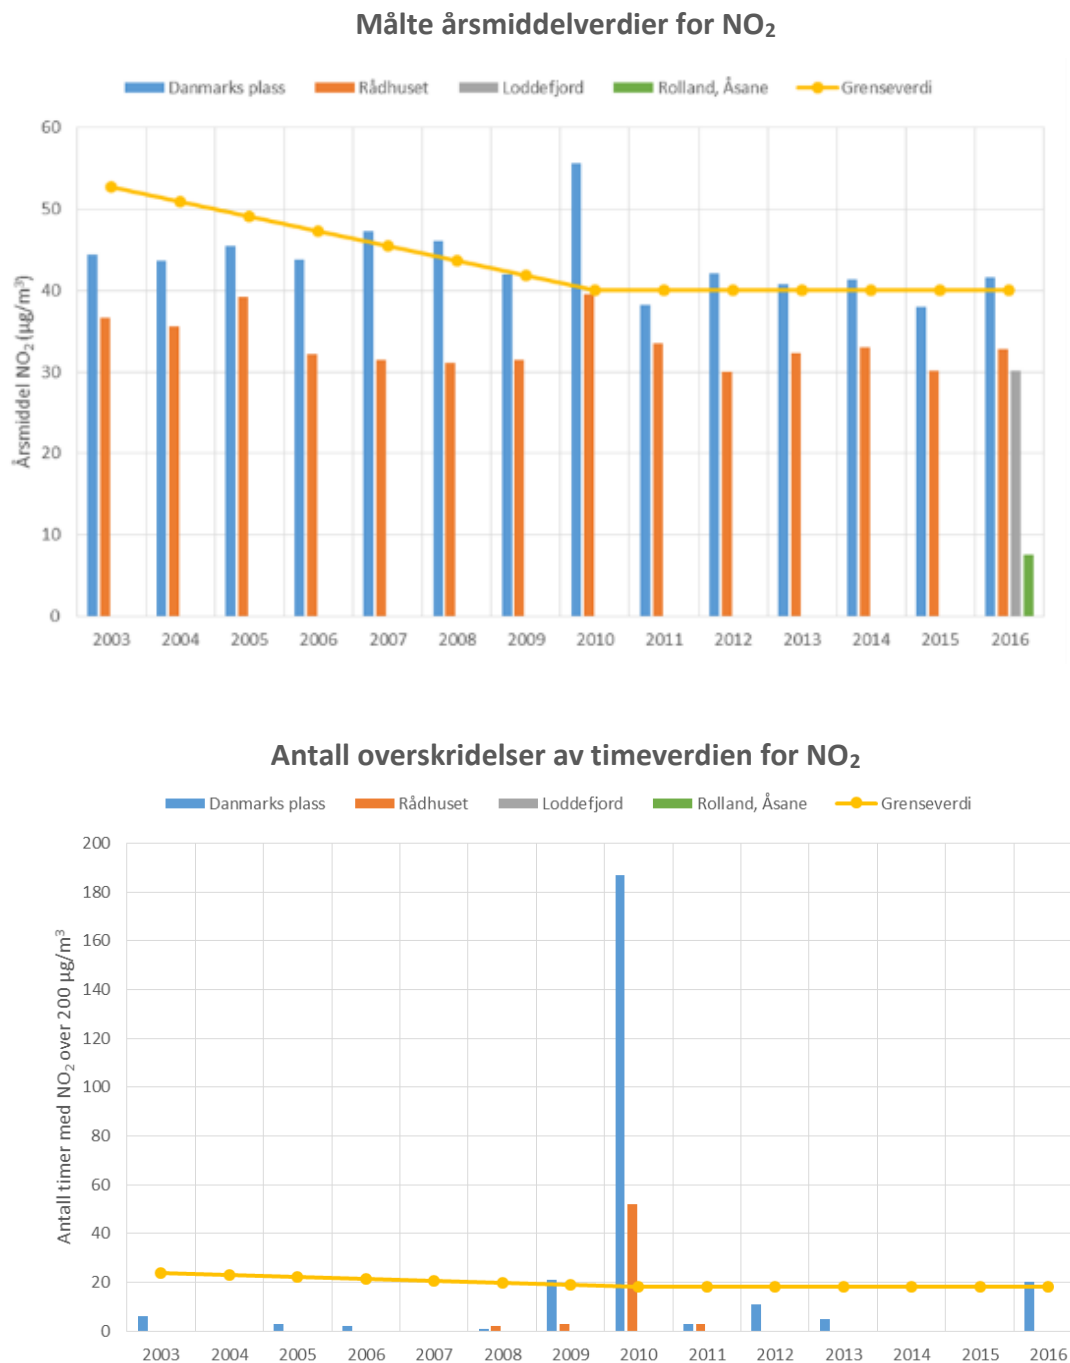 Målte årsmiddelverdier for NO₂
Danmarks plass Rådhuset Loddefjord Rolland, Åsane Grenseverdi
Årsmiddel NO₂ (µg/m³)
60
50
40
30
20
10
0
2003 2004 2005 2006 2007 2008 2009 2010 2011 2012 2013 2014 2015 2016
Antall overskridelser av timeverdien for NO₂
Danmarks plass Rådhuset Loddefjord Rolland, Åsane Grenseverdi
Antall timer med NO₂ over 200 µg/m³
200
180
160
140
120
100
80
60
40
20
0
2003 2004 2005 2006 2007 2008 2009 2010 2011 2012 2013 2014 2015 2016